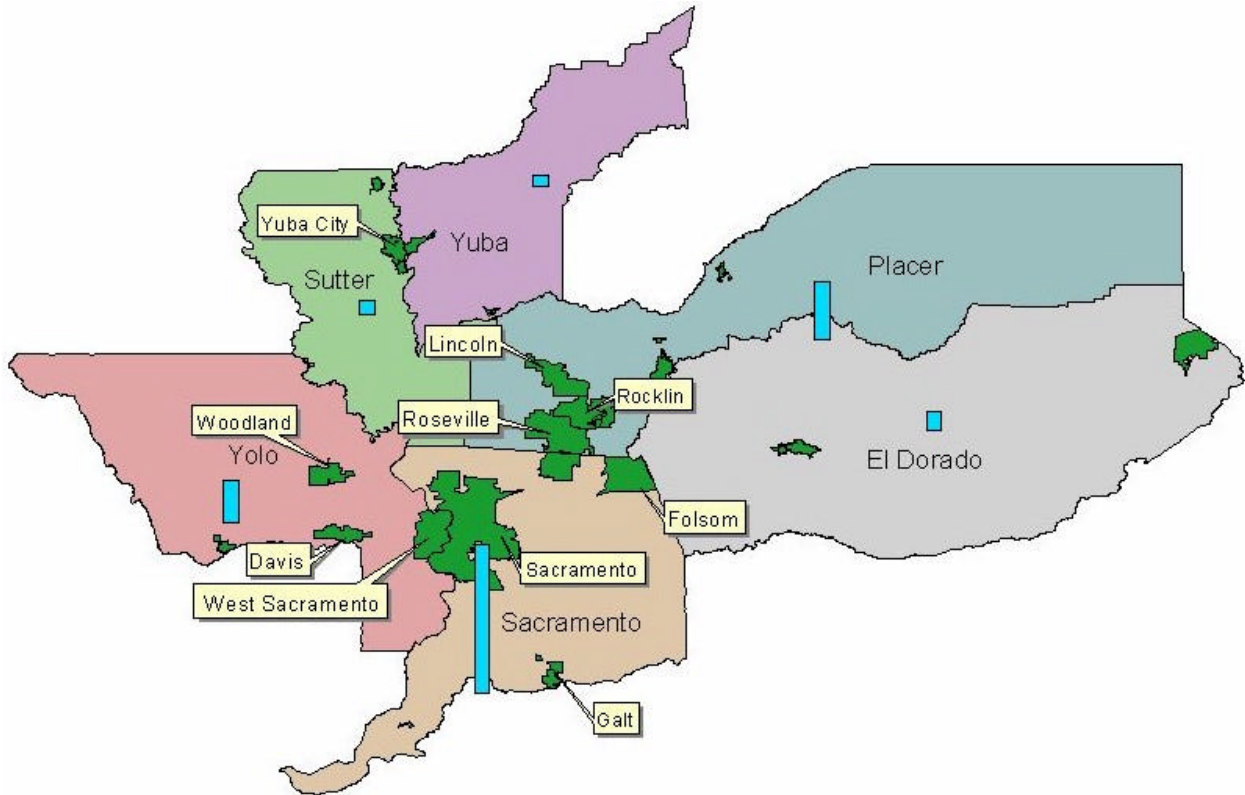 Yuba City
Yuba
Sutter
Placer
Lincoln
Rocklin
Roseville
Woodland
Yolo
El Dorado
Folsom
Davis
Sacramento
West Sacramento
Sacramento
Galt